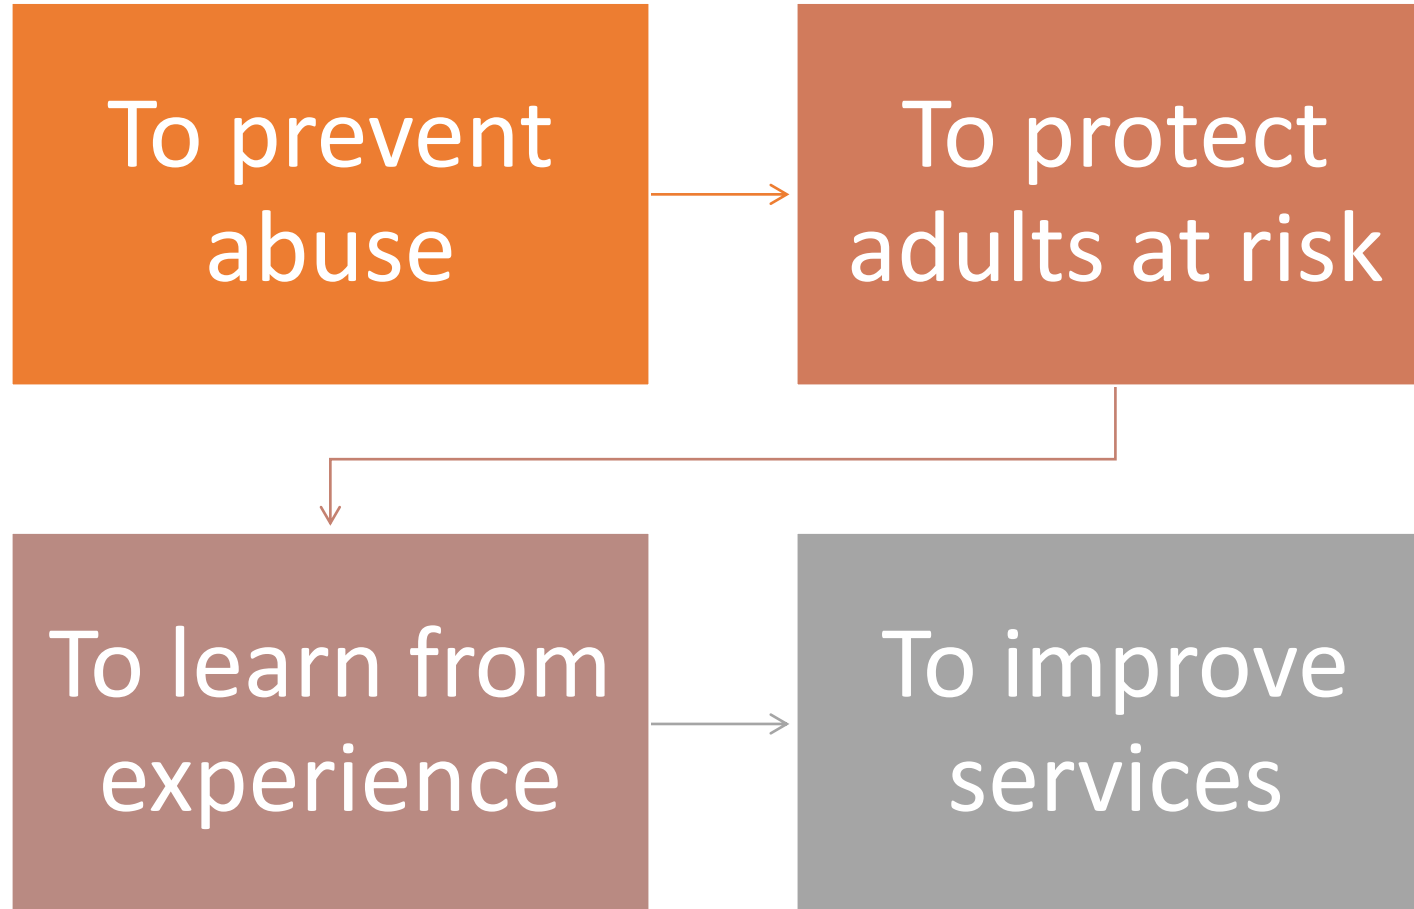 To prevent
abuse
To protect
adults at risk
To learn from
experience
To improve
services